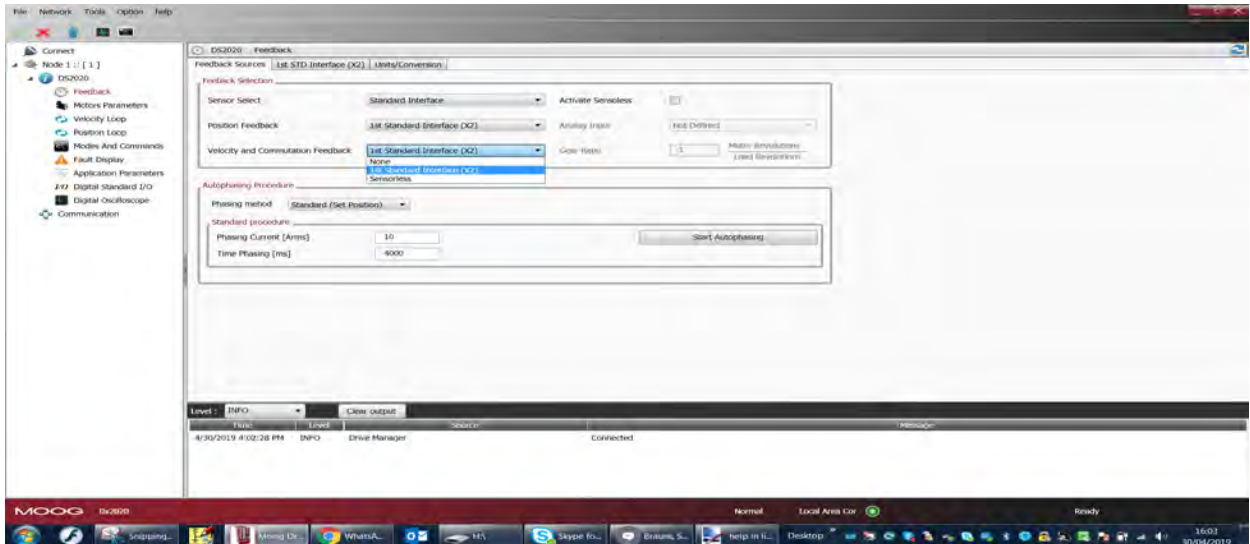 File Network Tools Option Help
Connect
Node 1 :: [ 1 ]
DS2020
Feedback
Motors Parameters
Velocity Loop
Position Loop
Modes And Commands
Fault Display
Application Parameters
I/O Digital Standard I/O
Digital Oscilloscope
Communication
DS2020 Feedback
Feedback Sources 1st STD Interface (X2) Units/Conversion
Feedback Selection
Sensor Select Standard Interface Activate Sensorless
Position Feedback 1st Standard Interface (X2) Analog Input Not Defined
Velocity and Commutation Feedback 1st Standard Interface (X2) Gear Ratio 1 Motor Revolutions
Load Revolutions
None
1st Standard Interface (X2)
Sensorless
Autophasing Procedure
Phasing method Standard (Set Position)
Standard procedure
Phasing Current [Arms] 10 Start Autophasing
Time Phasing [ms] 4000
Level : INFO Clear output
Time Level Source Message
4/30/2019 4:02:28 PM INFO Drive Manager Connected
MOOG Ds2020 Normal Local Area Cor Ready
Snipping... Moog Dr... WhatsA... HS Skype fo... Brauns, S... help in li... Desktop 16:03
30/04/2019